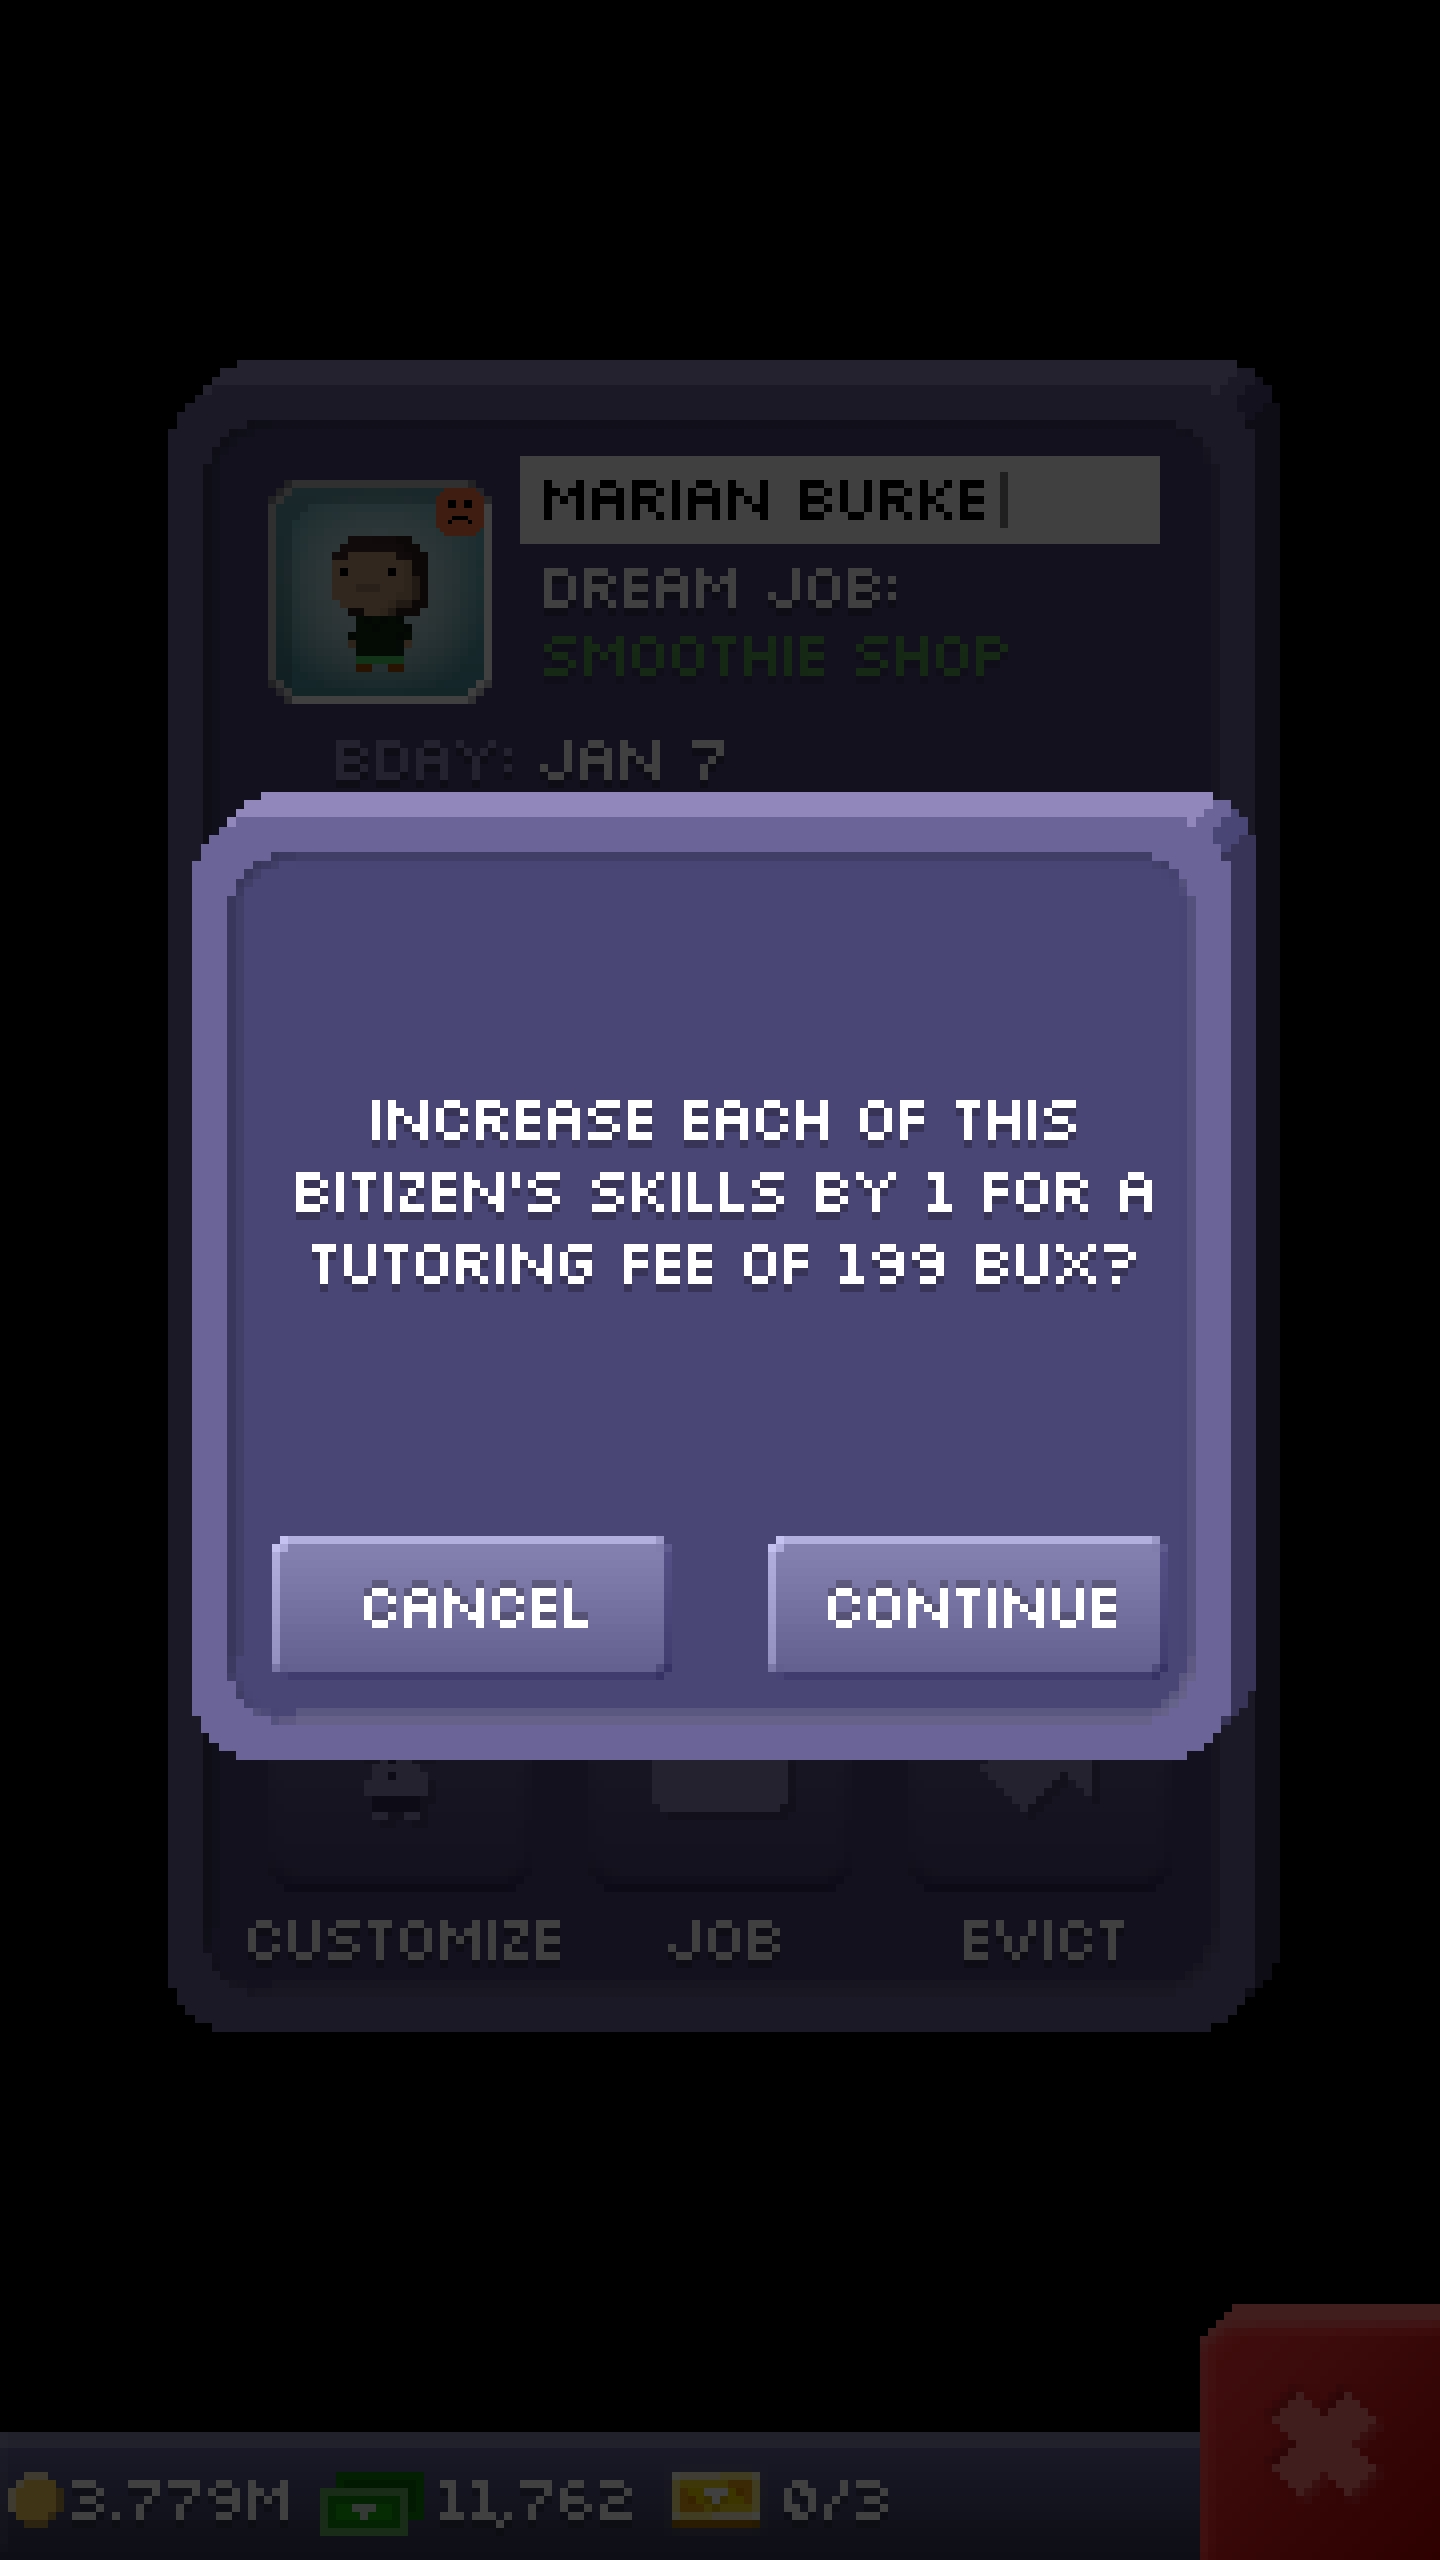 MARIAN BURKE
DREAM JOB:
SMOOTHIE SHOP
BDAY: JAN 7
INCREASE EACH OF THIS
BITIZEN'S SKILLS BY 1 FOR A
TUTORING FEE OF 199 BUX?
CANCEL CONTINUE
CUSTOMIZE JOB EVICT
3.779M 11,762 0/3